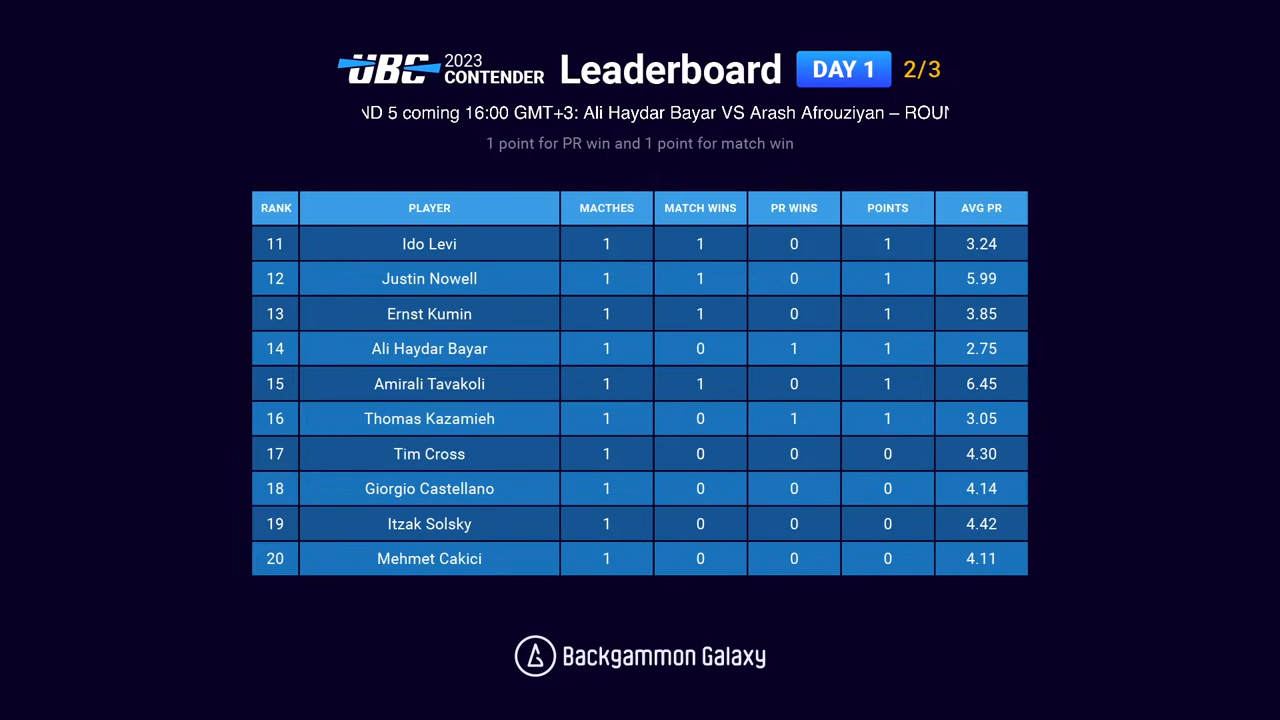 UBC 2023 CONTENDER Leaderboard DAY 1 2/3
5 coming 16:00 GMT+3: Ali Haydar Bayar VS Arash Afrouziyan –
1 point for PR win and 1 point for match win
RANK PLAYER MACTHES MATCH WINS PR WINS POINTS AVG PR
11 Ido Levi 1 1 0 1 3.24
12 Justin Nowell 1 1 0 1 5.99
13 Ernst Kumin 1 1 0 1 3.85
14 Ali Haydar Bayar 1 0 1 1 2.75
15 Amirali Tavakoli 1 1 0 1 6.45
16 Thomas Kazamieh 1 0 1 1 3.05
17 Tim Cross 1 0 0 0 4.30
18 Giorgio Castellano 1 0 0 0 4.14
19 Itzak Solsky 1 0 0 0 4.42
20 Mehmet Cakici 1 0 0 0 4.11
Backgammon Galaxy